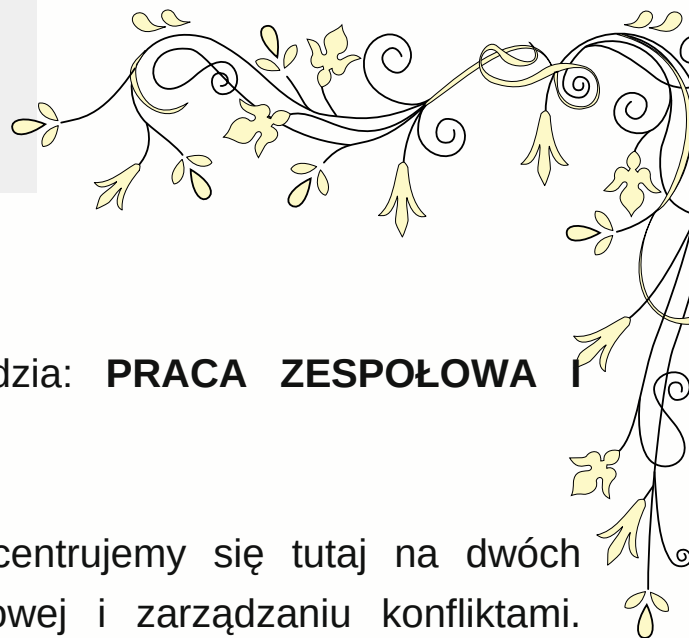 dzia: PRACA ZESPOŁOWA I
centrujemy się tutaj na dwóch
owej i zarządzaniu konfliktami.